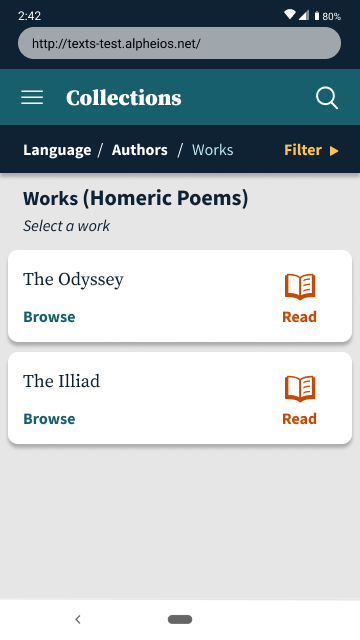 2:42 80%
http://texts-test.alpheios.net/
Collections
Language / Authors / Works Filter ▶
Works (Homeric Poems)
Select a work
The Odyssey
Browse Read
The Illiad
Browse Read